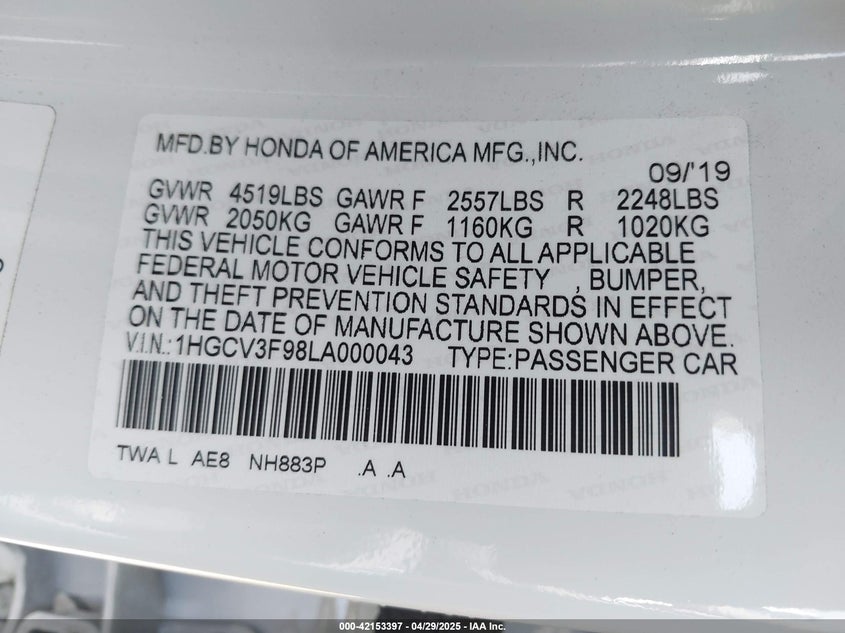 MFD.BY HONDA OF AMERICA MFG.,INC.
09/'19
GVWR 4519LBS GAWR F 2557LBS R 2248LBS
GVWR 2050KG GAWR F 1160KG R 1020KG
THIS VEHICLE CONFORMS TO ALL APPLICABLE
FEDERAL MOTOR VEHICLE SAFETY , BUMPER,
AND THEFT PREVENTION STANDARDS IN EFFECT
ON THE DATE OF MANUFACTURE SHOWN ABOVE.
V.I.N.:1HGCV3F98LA000043 TYPE:PASSENGER CAR
TWA L AE8 NH883P .A .A
000-42153397 - 04/29/2025 - IAA Inc.